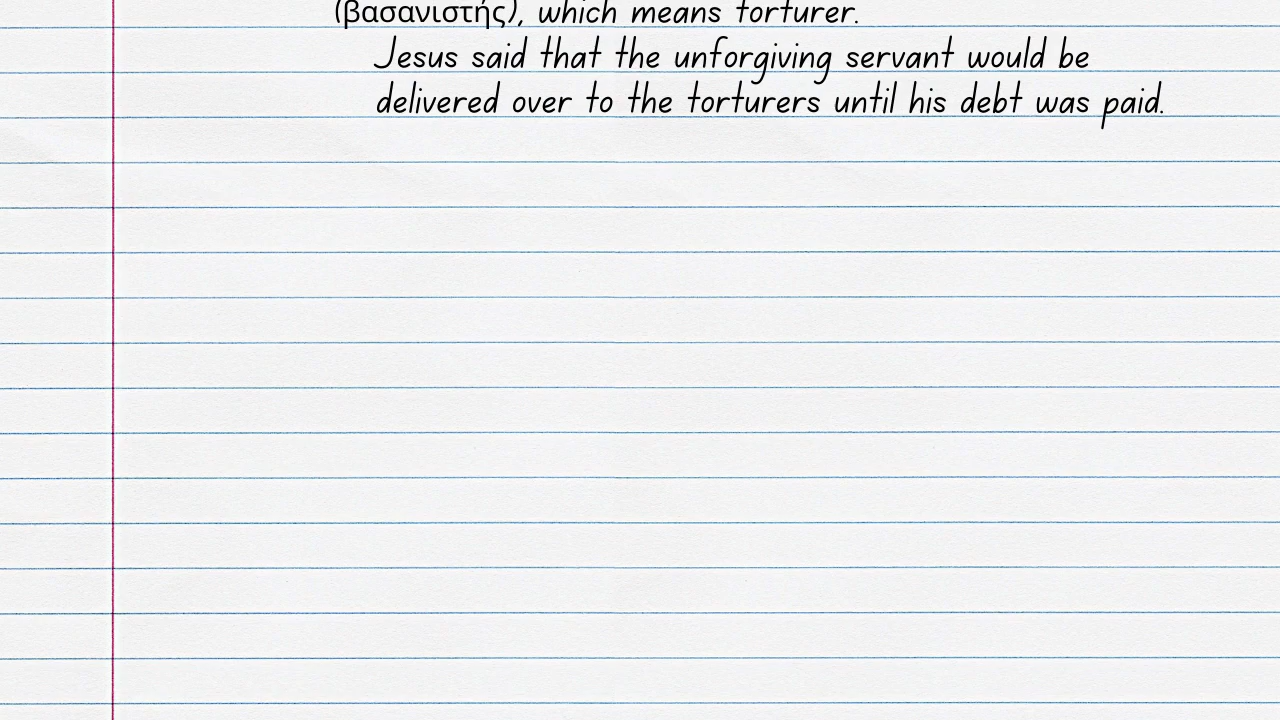 (βασανιστής), which means torturer.
Jesus said that the unforgiving servant would be
delivered over to the torturers until his debt was paid.